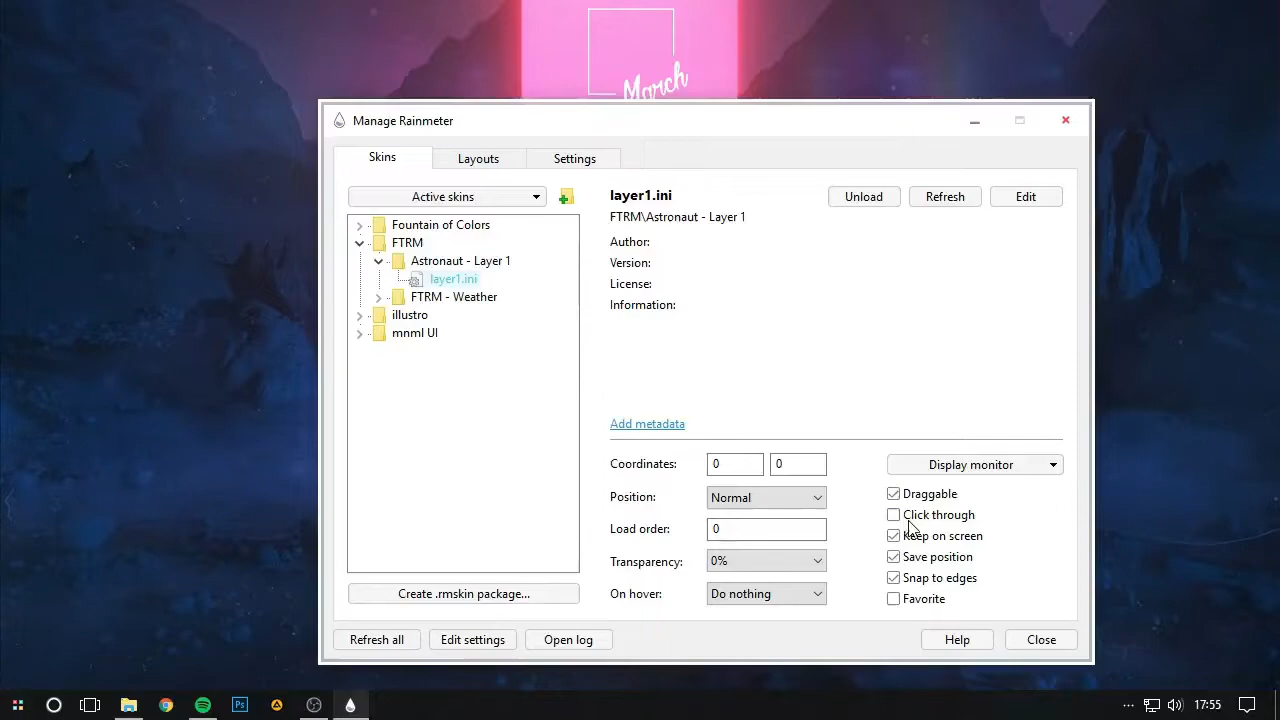 March
Manage Rainmeter
Skins
Layouts
Settings
Active skins
Fountain of Colors
FTRM
Astronaut - Layer 1
layer1.ini
FTRM - Weather
illustro
mnml UI
Create .rmskin package...
layer1.ini
FTRM\Astronaut - Layer 1
Unload
Refresh
Edit
Author:
Version:
License:
Information:
Add metadata
Coordinates:
0
0
Position:
Normal
Load order:
0
Transparency:
0%
On hover:
Do nothing
Display monitor
Draggable
Click through
Keep on screen
Save position
Snap to edges
Favorite
Refresh all
Edit settings
Open log
Help
Close
Ps
17:55